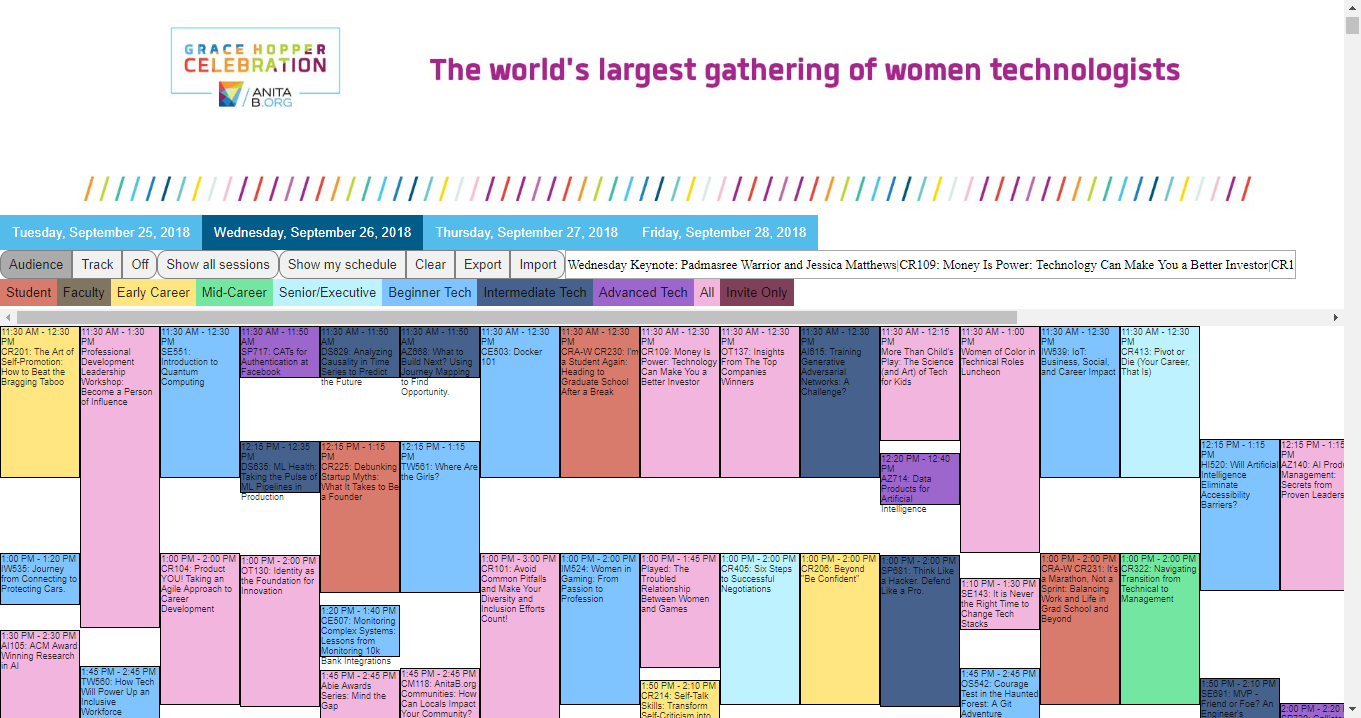 GRACE HOPPER
CELEBRATION
ANITA
B.ORG
The world's largest gathering of women technologists
Tuesday, September 25, 2018
Wednesday, September 26, 2018
Thursday, September 27, 2018
Friday, September 28, 2018
Audience
Track
Off
Show all sessions
Show my schedule
Clear
Export
Import
Wednesday Keynote: Padmasree Warrior and Jessica Matthews|CR109: Money Is Power: Technology Can Make You a Better Investor|CR1
Student
Faculty
Early Career
Mid-Career
Senior/Executive
Beginner Tech
Intermediate Tech
Advanced Tech
All
Invite Only
11:30 AM - 12:30
PM
CR201: The Art of
Self-Promotion:
How to Beat the
Bragging Taboo
11:30 AM - 1:30
PM
Professional
Development
Leadership
Workshop:
Become a Person
of Influence
11:30 AM - 12:30
PM
SE551:
Introduction to
Quantum
Computing
11:30 AM - 11:50
AM
SP717: CATs for
Authentication at
Facebook
11:30 AM - 11:50
AM
DS629: Analyzing
Causality in Time
Series to Predict
the Future
11:30 AM - 11:50
AM
AZ668: What to
Build Next? Using
Journey Mapping
to Find
Opportunity.
11:30 AM - 12:30
PM
CE503: Docker
101
11:30 AM - 12:30
PM
CRA-W CR230: I'm
a Student Again:
Heading to
Graduate School
After a Break
11:30 AM - 12:30
PM
CR109: Money Is
Power: Technology
Can Make You a
Better Investor
11:30 AM - 12:30
PM
OT137: Insights
From The Top
Companies
Winners
11:30 AM - 12:30
PM
AI615: Training
Generative
Adversarial
Networks: A
Challenge?
11:30 AM - 12:15
PM
More Than Child's
Play: The Science
(and Art) of Tech
for Kids
11:30 AM - 1:00
PM
Women of Color in
Technical Roles
Luncheon
11:30 AM - 12:30
PM
IW539: IoT:
Business, Social,
and Career Impact
11:30 AM - 12:30
PM
CR413: Pivot or
Die (Your Career,
That Is)
12:15 PM - 12:35
PM
DS635: ML Health:
Taking the Pulse of
ML Pipelines in
Production
12:15 PM - 1:15
PM
CR225: Debunking
Startup Myths:
What It Takes to Be
a Founder
12:15 PM - 1:15
PM
TW561: Where Are
the Girls?
12:20 PM - 12:40
PM
AZ714: Data
Products for
Artificial
Intelligence
12:15 PM - 1:15
PM
HI520: Will Artificial
Intelligence
Eliminate
Accessibility
Barriers?
12:15 PM - 1:15
PM
AZ140: AI Produ
Management:
Secrets from
Proven Leaders
1:00 PM - 1:20 PM
IW535: Journey
from Connecting to
Protecting Cars.
1:00 PM - 2:00 PM
CR104: Product
YOU! Taking an
Agile Approach to
Career
Development
1:00 PM - 2:00 PM
OT130: Identity as
the Foundation for
Innovation
1:20 PM - 1:40 PM
CE507: Monitoring
Complex Systems:
Lessons from
Monitoring 10k
Bank Integrations
1:00 PM - 3:00 PM
CR101: Avoid
Common Pitfalls
and Make Your
Diversity and
Inclusion Efforts
Count!
1:00 PM - 2:00 PM
IM524: Women in
Gaming: From
Passion to
Profession
1:00 PM - 1:45 PM
Played: The
Troubled
Relationship
Between Women
and Games
1:00 PM - 2:00 PM
CR405: Six Steps
to Successful
Negotiations
1:00 PM - 2:00 PM
CR206: Beyond
"Be Confident"
1:00 PM - 2:00 PM
SP681: Think Like
a Hacker. Defend
Like a Pro.
1:10 PM - 1:30 PM
SE143: It is Never
the Right Time to
Change Tech
Stacks
1:00 PM - 2:00 PM
CRA-W CR231: It's
a Marathon, Not a
Sprint: Balancing
Work and Life in
Grad School and
Beyond
1:00 PM - 2:00 PM
CR322: Navigating
Transition from
Technical to
Management
1:30 PM - 2:30 PM
AI105: ACM Award
Winning Research
in AI
1:45 PM - 2:45 PM
TW560: How Tech
Will Power Up an
Inclusive
Workforce
1:45 PM - 2:45 PM
Abie Awards
Series: Mind the
Gap
1:45 PM - 2:45 PM
CM118: AnitaB.org
Communities: How
Can Locals Impact
Your Community?
1:50 PM - 2:10 PM
CR214: Self-Talk
Skills: Transform
Self-Criticism into
1:45 PM - 2:45 PM
OS542: Courage
Test in the Haunted
Forest: A Git
Adventure
1:50 PM - 2:10 PM
SE691: MVP -
Friend or Foe? An
Engineer's
2:00 PM - 2:20